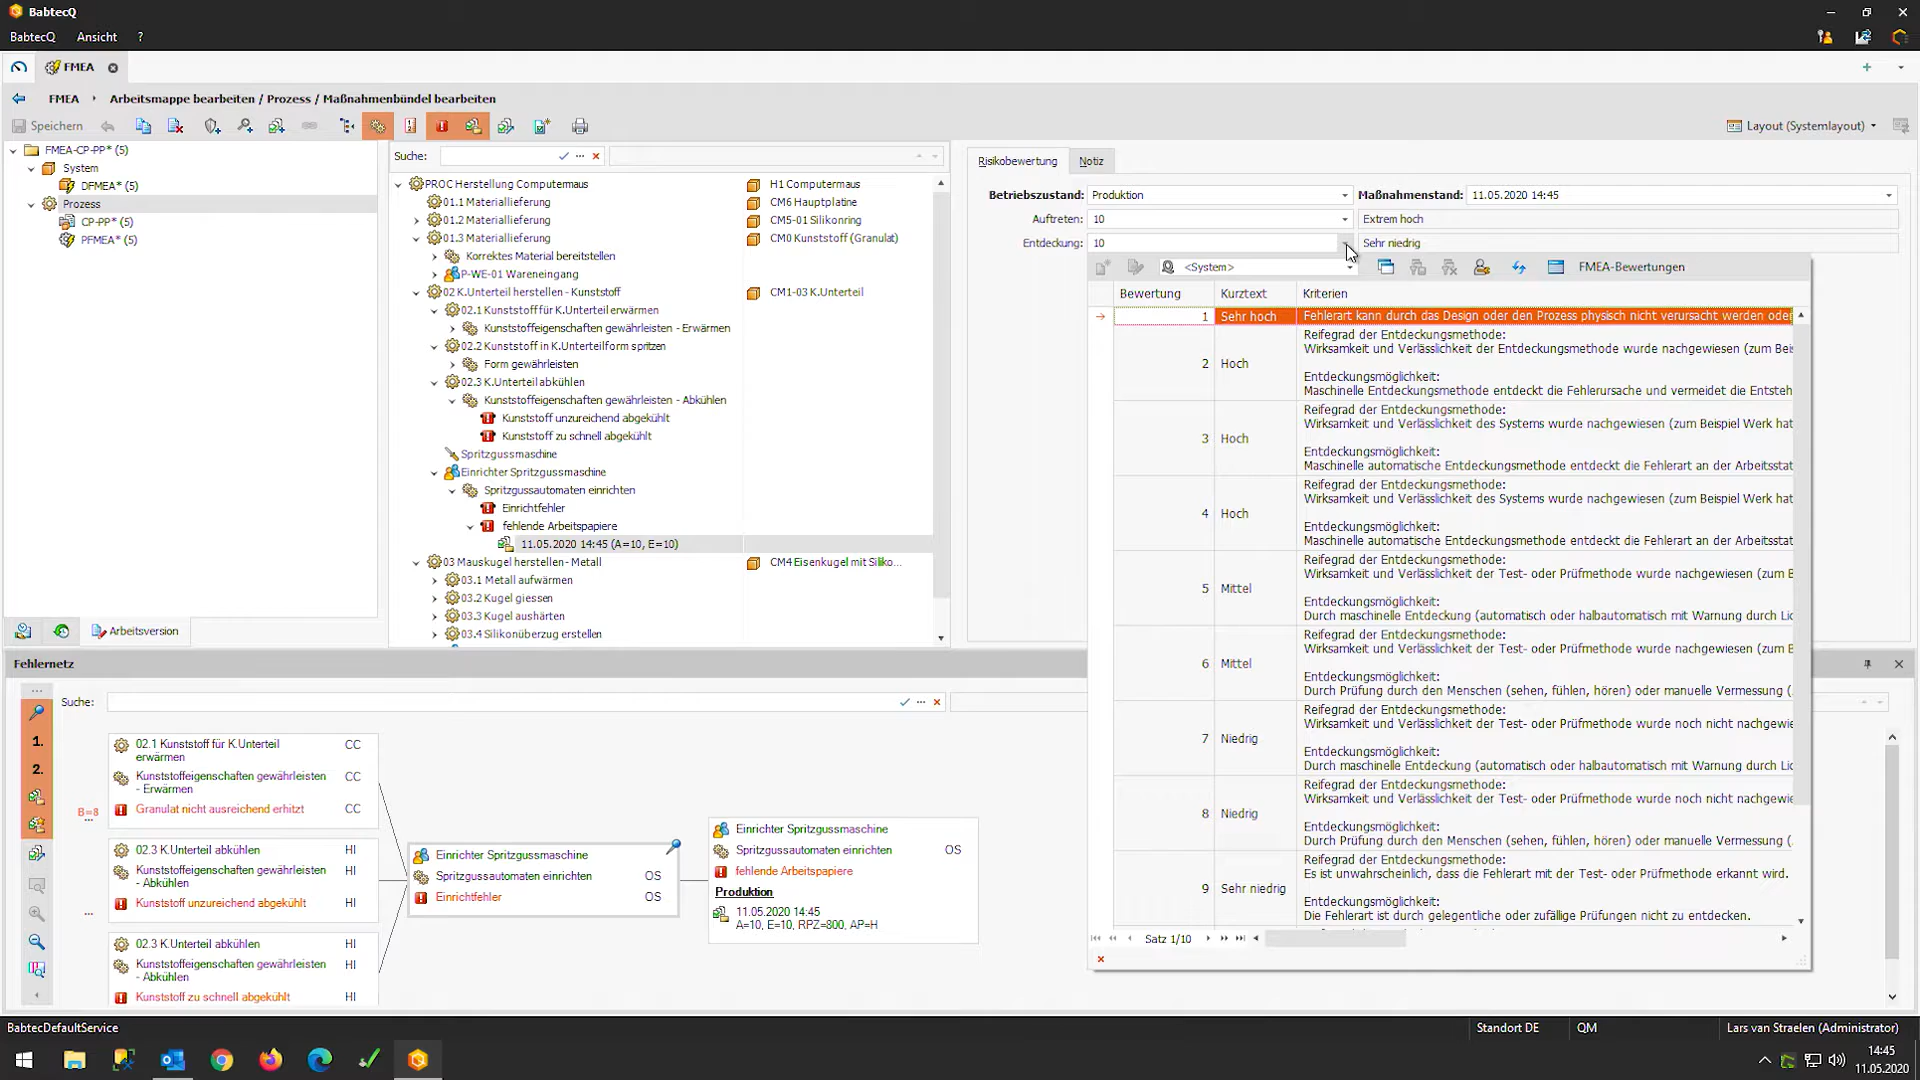 BabtecQ
BabtecQ Ansicht ?
FMEA
FMEA Arbeitsmappe bearbeiten / Prozess / Maßnahmenbündel bearbeiten
Speichern
Layout (Systemlayout)
FMEA-CP-PP* (5)
System
DFMEA* (5)
Prozess
CP-PP* (5)
PFMEA* (5)
Arbeitsversion
Suche:
PROC Herstellung Computermaus H1 Computermaus
01.1 Materiallieferung CM6 Hauptplatine
01.2 Materiallieferung CM5-01 Silikonring
01.3 Materiallieferung CM0 Kunststoff (Granulat)
Korrektes Material bereitstellen
P-WE-01 Wareneingang
02 K.Unterteil herstellen - Kunststoff CM1-03 K.Unterteil
02.1 Kunststoff für K.Unterteil erwärmen
Kunststoffeigenschaften gewährleisten - Erwärmen
02.2 Kunststoff in K.Unterteilform spritzen
Form gewährleisten
02.3 K.Unterteil abkühlen
Kunststoffeigenschaften gewährleisten - Abkühlen
Kunststoff unzureichend abgekühlt
Kunststoff zu schnell abgekühlt
Spritzgussmaschine
Einrichter Spritzgussmaschine
Spritzgussautomaten einrichten
Einrichtfehler
fehlende Arbeitspapiere
11.05.2020 14:45 (A=10, E=10)
03 Mauskugel herstellen- Metall CM4 Eisenkugel mit Siliko...
03.1 Metall aufwärmen
03.2 Kugel giessen
03.3 Kugel aushärten
03.4 Silikonüberzug erstellen
Risikobewertung Notiz
Betriebszustand: Produktion Maßnahmenstand: 11.05.2020 14:45
Auftreten: 10 Extrem hoch
Entdeckung: 10 Sehr niedrig
<System> FMEA-Bewertungen
Bewertung Kurztext Kriterien
1 Sehr hoch Fehlerart kann durch das Design oder den Prozess physisch nicht verursacht werden oder
Reifegrad der Entdeckungsmethode:
Wirksamkeit und Verlässlichkeit der Entdeckungsmethode wurde nachgewiesen (zum Bei
2 Hoch
Entdeckungsmöglichkeit:
Maschinelle Entdeckungsmethode entdeckt die Fehlerursache und vermeidet die Entsteh
Reifegrad der Entdeckungsmethode:
Wirksamkeit und Verlässlichkeit des Systems wurde nachgewiesen (zum Beispiel Werk hat
3 Hoch
Entdeckungsmöglichkeit:
Maschinelle automatische Entdeckungsmethode entdeckt die Fehlerart an der Arbeitsstat
Reifegrad der Entdeckungsmethode:
Wirksamkeit und Verlässlichkeit des Systems wurde nachgewiesen (zum Beispiel Werk hat
4 Hoch
Entdeckungsmöglichkeit:
Maschinelle automatische Entdeckungsmethode entdeckt die Fehlerart an der Arbeitsstat
Reifegrad der Entdeckungsmethode:
Wirksamkeit und Verlässlichkeit der Test- oder Prüfmethode wurde nachgewiesen (zum B
5 Mittel
Entdeckungsmöglichkeit:
Durch maschinelle Entdeckung (automatisch oder halbautomatisch mit Warnung durch Lic
Reifegrad der Entdeckungsmethode:
Wirksamkeit und Verlässlichkeit der Test- oder Prüfmethode wurde nachgewiesen (zum B
6 Mittel
Entdeckungsmöglichkeit:
Durch Prüfung durch den Menschen (sehen, fühlen, hören) oder manuelle Vermessung (.
Reifegrad der Entdeckungsmethode:
Wirksamkeit und Verlässlichkeit der Test- oder Prüfmethode wurde noch nicht nachgewie
7 Niedrig
Entdeckungsmöglichkeit:
Durch maschinelle Entdeckung (automatisch oder halbautomatisch mit Warnung durch Lic
Reifegrad der Entdeckungsmethode:
Wirksamkeit und Verlässlichkeit der Test- oder Prüfmethode wurde noch nicht nachgewie
8 Niedrig
Entdeckungsmöglichkeit:
Durch Prüfung durch den Menschen (sehen, fühlen, hören) oder manuelle Vermessung (.
Reifegrad der Entdeckungsmethode:
Es ist unwahrscheinlich, dass die Fehlerart mit der Test- oder Prüfmethode erkannt wird.
9 Sehr niedrig
Entdeckungsmöglichkeit:
Die Fehlerart ist durch gelegentliche oder zufällige Prüfungen nicht zu entdecken.
Satz 1/10
Fehlernetz
Suche:
1.
2.
B=8
...
...
02.1 Kunststoff für K.Unterteil erwärmen CC
Kunststoffeigenschaften gewährleisten - Erwärmen CC
Granulat nicht ausreichend erhitzt CC
02.3 K.Unterteil abkühlen HI
Kunststoffeigenschaften gewährleisten - Abkühlen HI
Kunststoff unzureichend abgekühlt HI
02.3 K.Unterteil abkühlen HI
Kunststoffeigenschaften gewährleisten - Abkühlen HI
Kunststoff zu schnell abgekühlt HI
Einrichter Spritzgussmaschine
Spritzgussautomaten einrichten OS
Einrichtfehler OS
Einrichter Spritzgussmaschine
Spritzgussautomaten einrichten OS
fehlende Arbeitspapiere
Produktion
11.05.2020 14:45
A=10, E=10, RPZ=800, AP=H
BabtecDefaultService Standort DE QM Lars van Straelen (Administrator)
14:45
11.05.2020